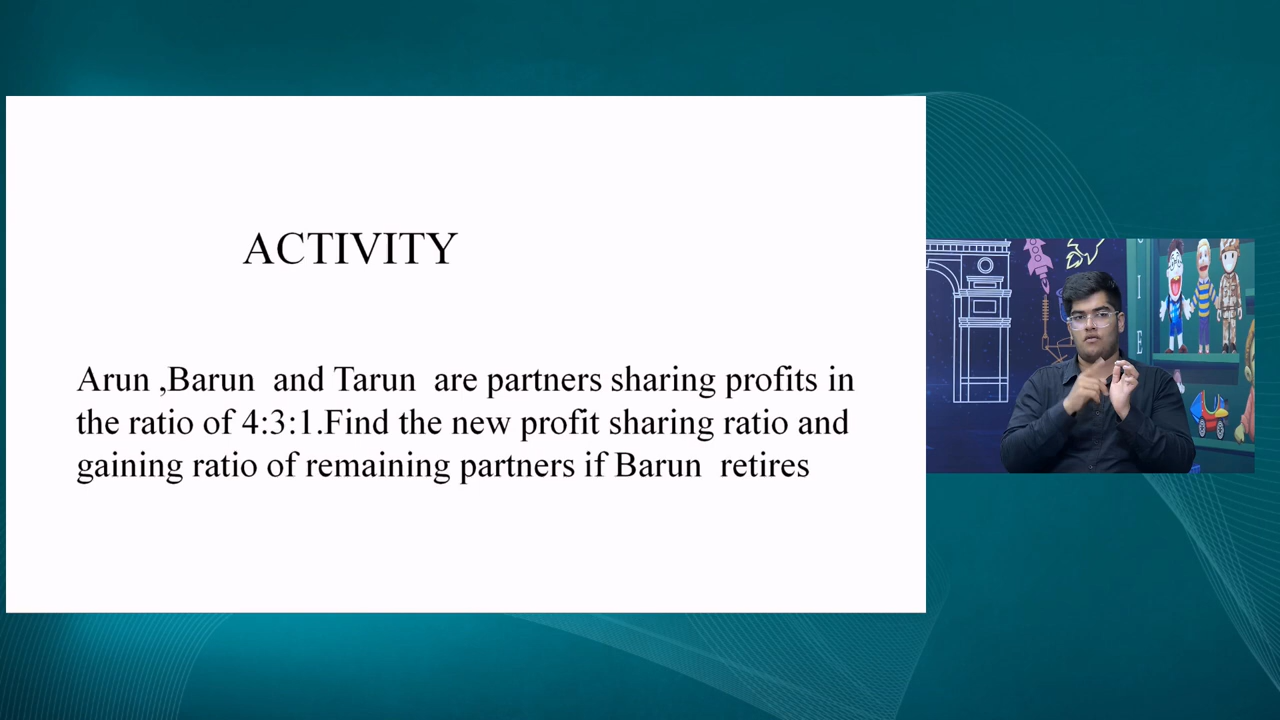 ACTIVITY
Arun ,Barun and Tarun are partners sharing profits in
the ratio of 4:3:1.Find the new profit sharing ratio and
gaining ratio of remaining partners if Barun retires
I
E